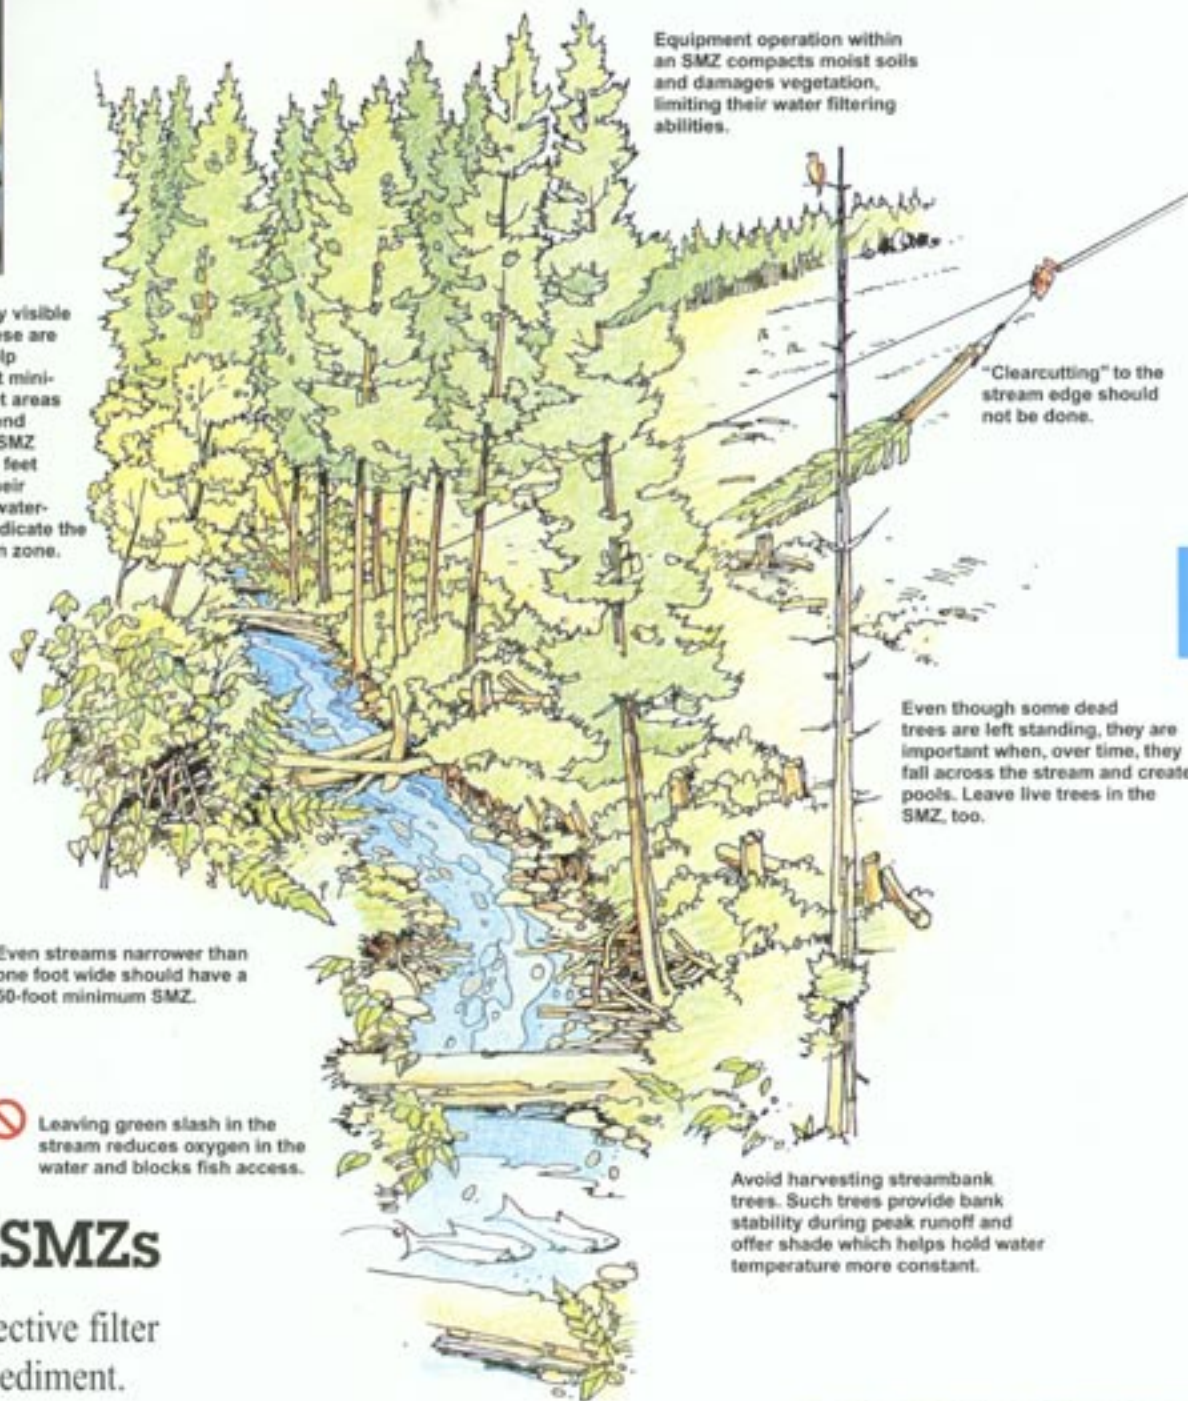 Equipment operation within
an SMZ compacts moist soils
and damages vegetation,
limiting their water filtering
abilities.
y visible
ese are
lp
t mini-
t areas
end
SMZ
feet
eir
water-
dicate the
n zone.
"Clearcutting" to the
stream edge should
not be done.
Even though some dead
trees are left standing, they are
important when, over time, they
fall across the stream and create
pools. Leave live trees in the
SMZ, too.
Even streams narrower than
one foot wide should have a
50-foot minimum SMZ.
Leaving green slash in the
stream reduces oxygen in the
water and blocks fish access.
Avoid harvesting streambank
trees. Such trees provide bank
stability during peak runoff and
offer shade which helps hold water
temperature more constant.
SMZs
ective filter
ediment.